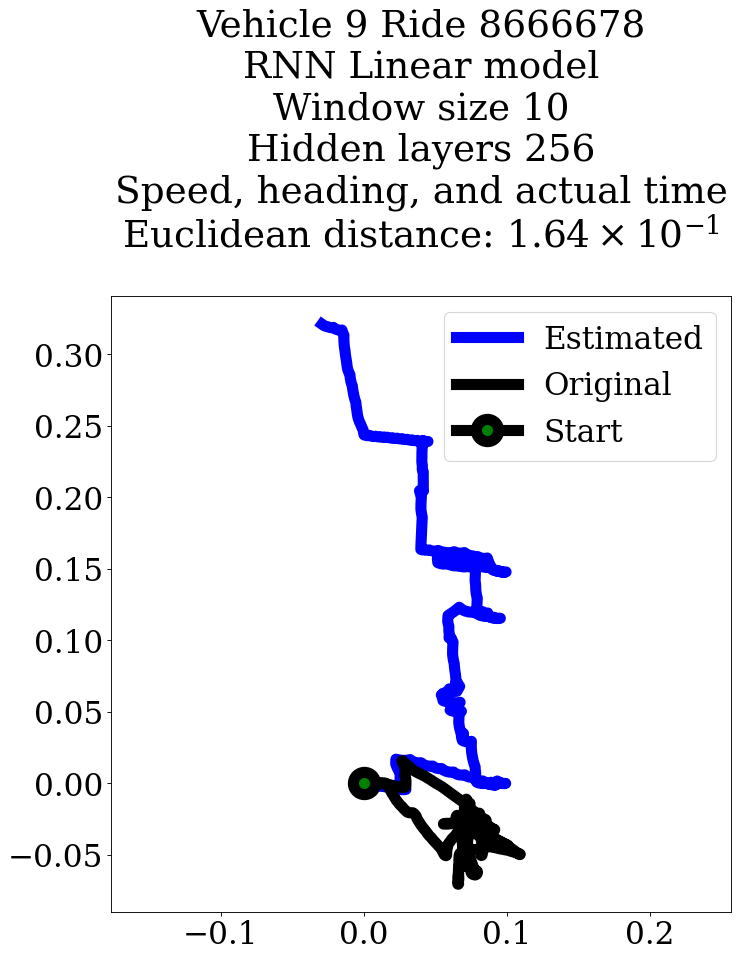 Vehicle 9 Ride 8666678
RNN Linear model
Window size 10
Hidden layers 256
Speed, heading, and actual time
Euclidean distance: 1.64 × 10⁻¹
Estimated
Original
Start
0.30
0.25
0.20
0.15
0.10
0.05
0.00
−0.05
−0.1 0.0 0.1 0.2